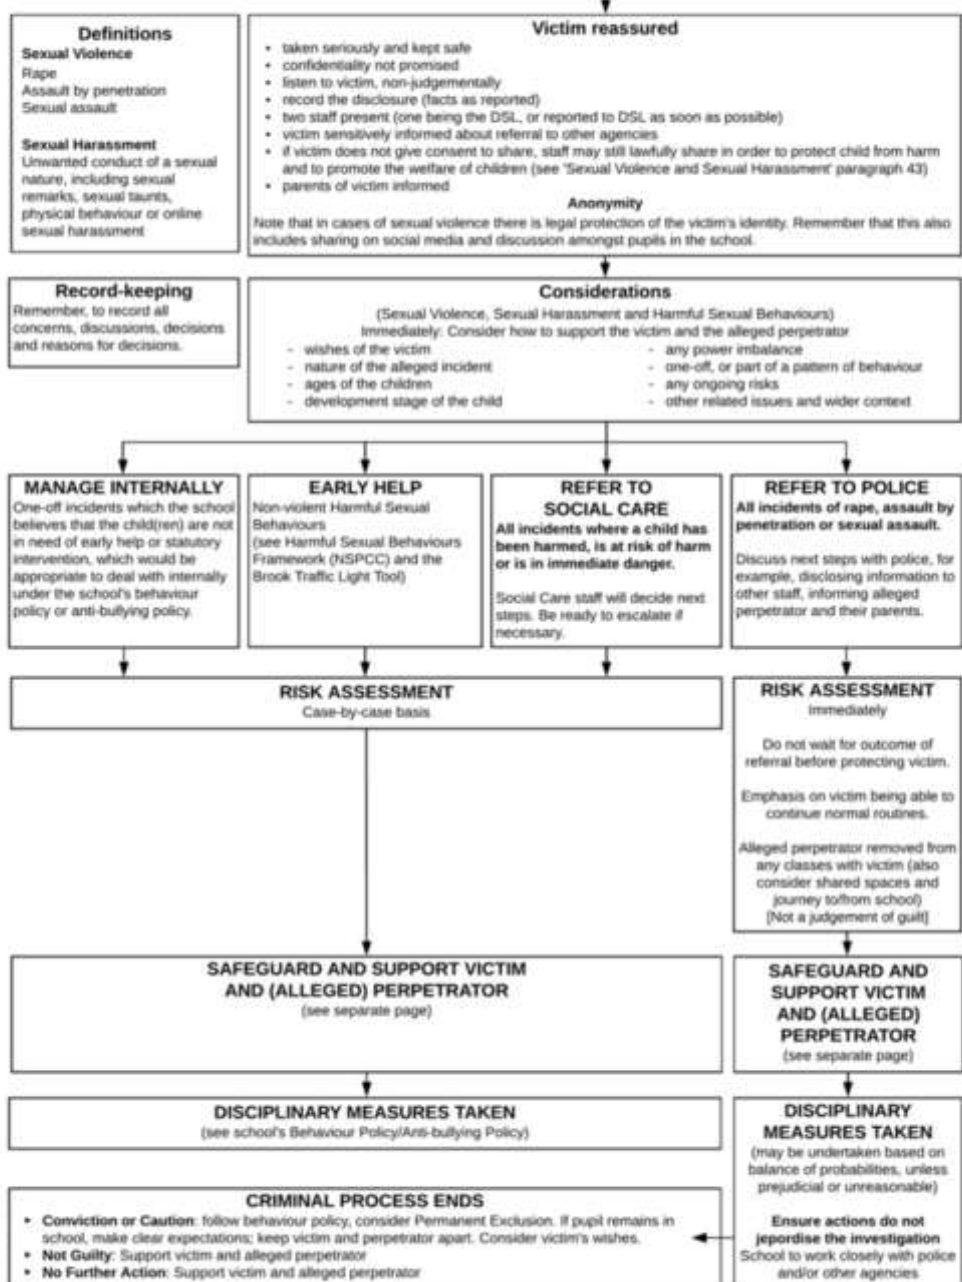 Definitions
Sexual Violence
Rape
Assault by penetration
Sexual assault
Sexual Harassment
Unwanted conduct of a sexual
nature, including sexual
remarks, sexual taunts,
physical behaviour or online
sexual harassment
Victim reassured
• taken seriously and kept safe
• confidentiality not promised
• listen to victim, non-judgementally
• record the disclosure (facts as reported)
• two staff present (one being the DSL, or reported to DSL as soon as possible)
• victim sensitively informed about referral to other agencies
• if victim does not give consent to share, staff may still lawfully share in order to protect child from harm
and to promote the welfare of children (see 'Sexual Violence and Sexual Harassment' paragraph 43)
• parents of victim informed
Anonymity
Note that in cases of sexual violence there is legal protection of the victim's identity. Remember that this also
includes sharing on social media and discussion amongst pupils in the school.
Record-keeping
Remember, to record all
concerns, discussions, decisions
and reasons for decisions.
Considerations
(Sexual Violence, Sexual Harassment and Harmful Sexual Behaviours)
Immediately: Consider how to support the victim and the alleged perpetrator
- wishes of the victim
- nature of the alleged incident
- ages of the children
- development stage of the child
- any power imbalance
- one-off, or part of a pattern of behaviour
- any ongoing risks
- other related issues and wider context
MANAGE INTERNALLY
One-off incidents which the school
believes that the child(ren) are not
in need of early help or statutory
intervention, which would be
appropriate to deal with internally
under the school's behaviour
policy or anti-bullying policy.
EARLY HELP
Non-violent Harmful Sexual
Behaviours
(see Harmful Sexual Behaviours
Framework (NSPCC) and the
Brook Traffic Light Tool)
REFER TO
SOCIAL CARE
All incidents where a child has
been harmed, is at risk of harm
or is in immediate danger.
Social Care staff will decide next
steps. Be ready to escalate if
necessary.
REFER TO POLICE
All incidents of rape, assault by
penetration or sexual assault.
Discuss next steps with police, for
example, disclosing information to
other staff, informing alleged
perpetrator and their parents.
RISK ASSESSMENT
Case-by-case basis
RISK ASSESSMENT
Immediately
Do not wait for outcome of
referral before protecting victim.
Emphasis on victim being able to
continue normal routines.
Alleged perpetrator removed from
any classes with victim (also
consider shared spaces and
journey to/from school)
[Not a judgement of guilt]
SAFEGUARD AND SUPPORT VICTIM
AND (ALLEGED) PERPETRATOR
(see separate page)
SAFEGUARD AND
SUPPORT VICTIM
AND (ALLEGED)
PERPETRATOR
(see separate page)
DISCIPLINARY MEASURES TAKEN
(see school's Behaviour Policy/Anti-bullying Policy)
DISCIPLINARY
MEASURES TAKEN
(may be undertaken based on
balance of probabilities, unless
prejudicial or unreasonable)
Ensure actions do not
jepordise the investigation
School to work closely with police
and/or other agencies
CRIMINAL PROCESS ENDS
• Conviction or Caution: follow behaviour policy, consider Permanent Exclusion. If pupil remains in
school, make clear expectations; keep victim and perpetrator apart. Consider victim's wishes.
• Not Guilty: Support victim and alleged perpetrator
• No Further Action: Support victim and alleged perpetrator